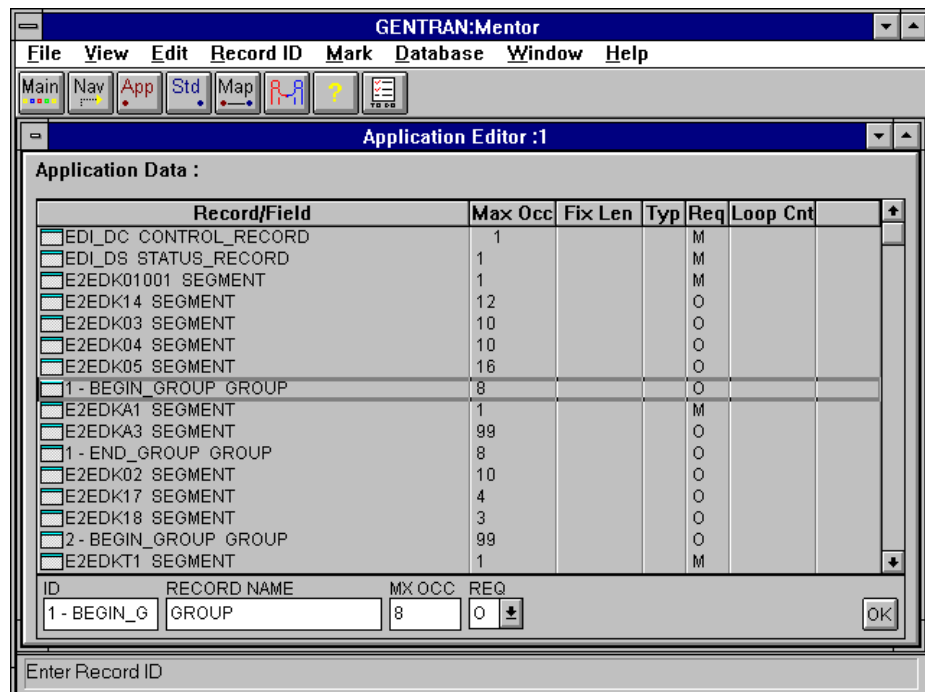 GENTRAN:Mentor
File View Edit Record ID Mark Database Window Help
Main Nav App Std Map ? TO DO
Application Editor :1
Application Data :
Record/Field Max Occ Fix Len Typ Req Loop Cnt
EDI_DC CONTROL_RECORD 1 M
EDI_DS STATUS_RECORD 1 M
E2EDK01001 SEGMENT 1 M
E2EDK14 SEGMENT 12 O
E2EDK03 SEGMENT 10 O
E2EDK04 SEGMENT 10 O
E2EDK05 SEGMENT 16 O
1 - BEGIN_GROUP GROUP 8 O
E2EDKA1 SEGMENT 1 M
E2EDKA3 SEGMENT 99 O
1 - END_GROUP GROUP 8 O
E2EDK02 SEGMENT 10 O
E2EDK17 SEGMENT 4 O
E2EDK18 SEGMENT 3 O
2 - BEGIN_GROUP GROUP 99 O
E2EDKT1 SEGMENT 1 M
ID RECORD NAME MX OCC REQ
1 - BEGIN_G GROUP 8 O OK
Enter Record ID